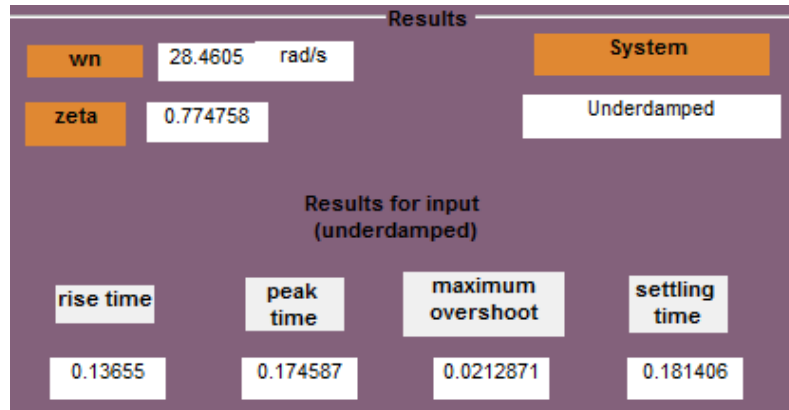 Results
wn 28.4605 rad/s System
zeta 0.774758 Underdamped
Results for input
(underdamped)
rise time peak time maximum overshoot settling time
0.13655 0.174587 0.0212871 0.181406